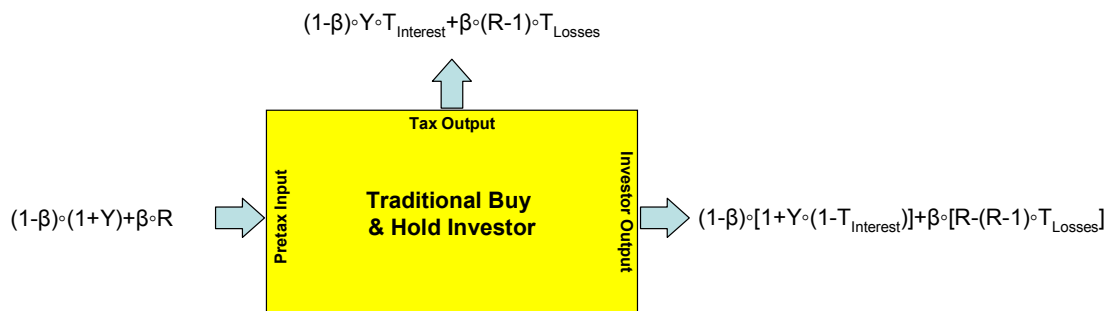 (1-β)∘Y∘T_Interest+β∘(R-1)∘T_Losses
Tax Output
Pretax Input
Traditional Buy
& Hold Investor
Investor Output
(1-β)∘(1+Y)+β∘R
(1-β)∘[1+Y∘(1-T_Interest)]+β∘[R-(R-1)∘T_Losses]